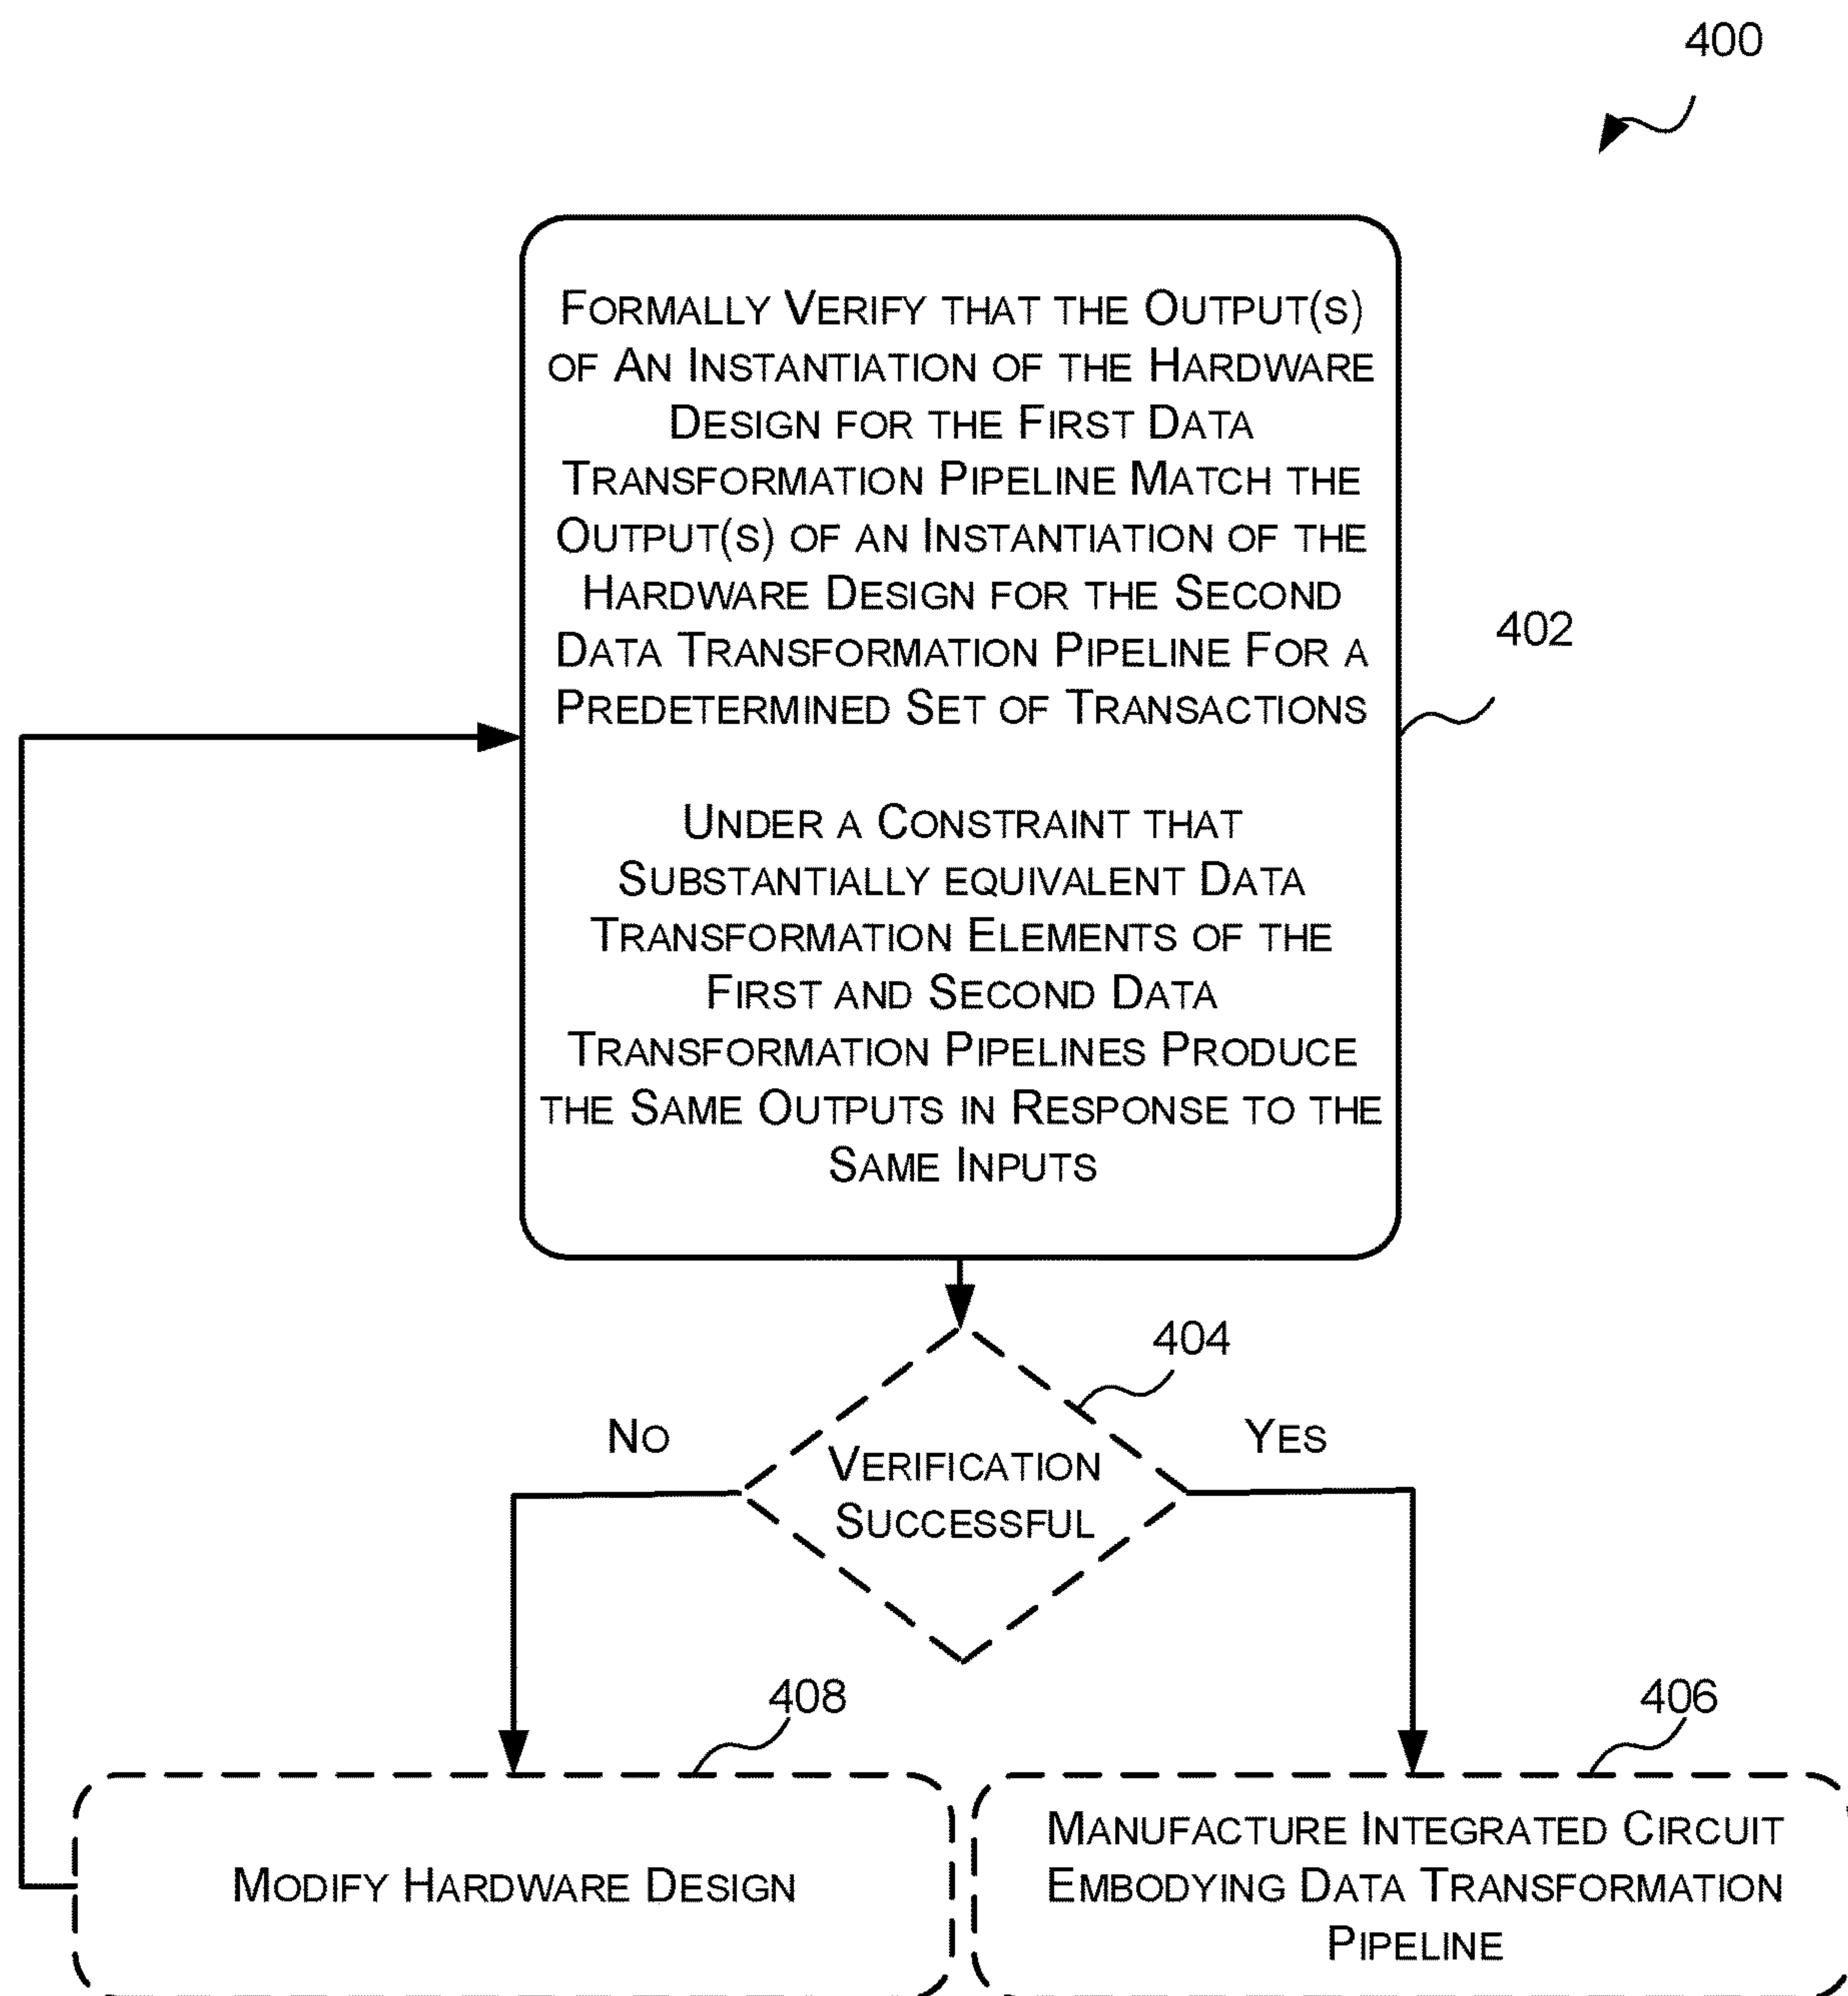 400
FORMALLY VERIFY THAT THE OUTPUT(S)
OF AN INSTANTIATION OF THE HARDWARE
DESIGN FOR THE FIRST DATA
TRANSFORMATION PIPELINE MATCH THE
OUTPUT(S) OF AN INSTANTIATION OF THE
HARDWARE DESIGN FOR THE SECOND
DATA TRANSFORMATION PIPELINE FOR A
PREDETERMINED SET OF TRANSACTIONS
402
UNDER A CONSTRAINT THAT
SUBSTANTIALLY EQUIVALENT DATA
TRANSFORMATION ELEMENTS OF THE
FIRST AND SECOND DATA
TRANSFORMATION PIPELINES PRODUCE
THE SAME OUTPUTS IN RESPONSE TO THE
SAME INPUTS
404
NO
YES
VERIFICATION
SUCCESSFUL
408
406
MODIFY HARDWARE DESIGN
MANUFACTURE INTEGRATED CIRCUIT
EMBODYING DATA TRANSFORMATION
PIPELINE